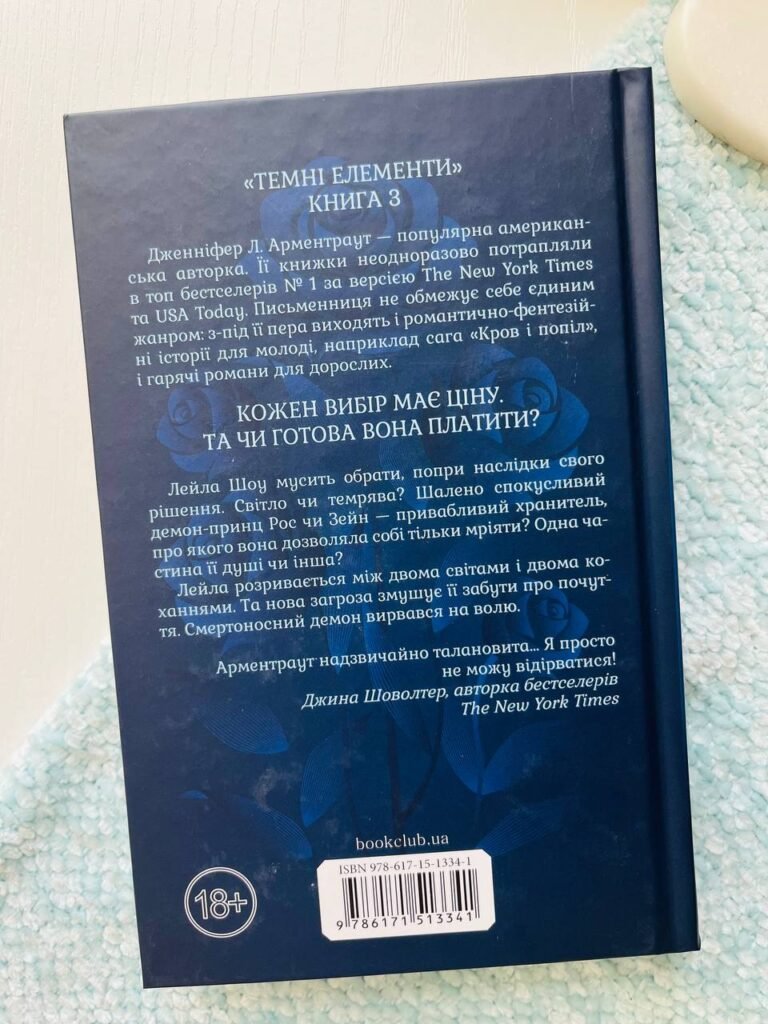 «ТЕМНІ ЕЛЕМЕНТИ»
КНИГА 3
Дженніфер Л. Арментраут — популярна американ-
ська авторка. Її книжки неодноразово потрапляли
в топ бестселерів № 1 за версією The New York Times
та USA Today. Письменниця не обмежує себе єдиним
жанром: з-під її пера виходять і романтично-фентезій-
ні історії для молоді, наприклад сага «Кров і попіл»,
і гарячі романи для дорослих.
КОЖЕН ВИБІР МАЄ ЦІНУ.
ТА ЧИ ГОТОВА ВОНА ПЛАТИТИ?
Лейла Шоу мусить обрати, попри наслідки свого
рішення. Світло чи темрява? Шалено спокусливий
демон-принц Рос чи Зейн — привабливий хранитель,
про якого вона дозволяла собі тільки мріяти? Одна ча-
стина її душі чи інша?
Лейла розривається між двома світами і двома ко-
ханнями. Та нова загроза змушує її забути про почут-
тя. Смертоносний демон вирвався на волю.
Арментраут надзвичайно талановита... Я просто
не можу відірватися!
Джина Шоволтер, авторка бестселерів
The New York Times
bookclub.ua
ISBN 978-617-15-1334-1
9 786171 513341
18+